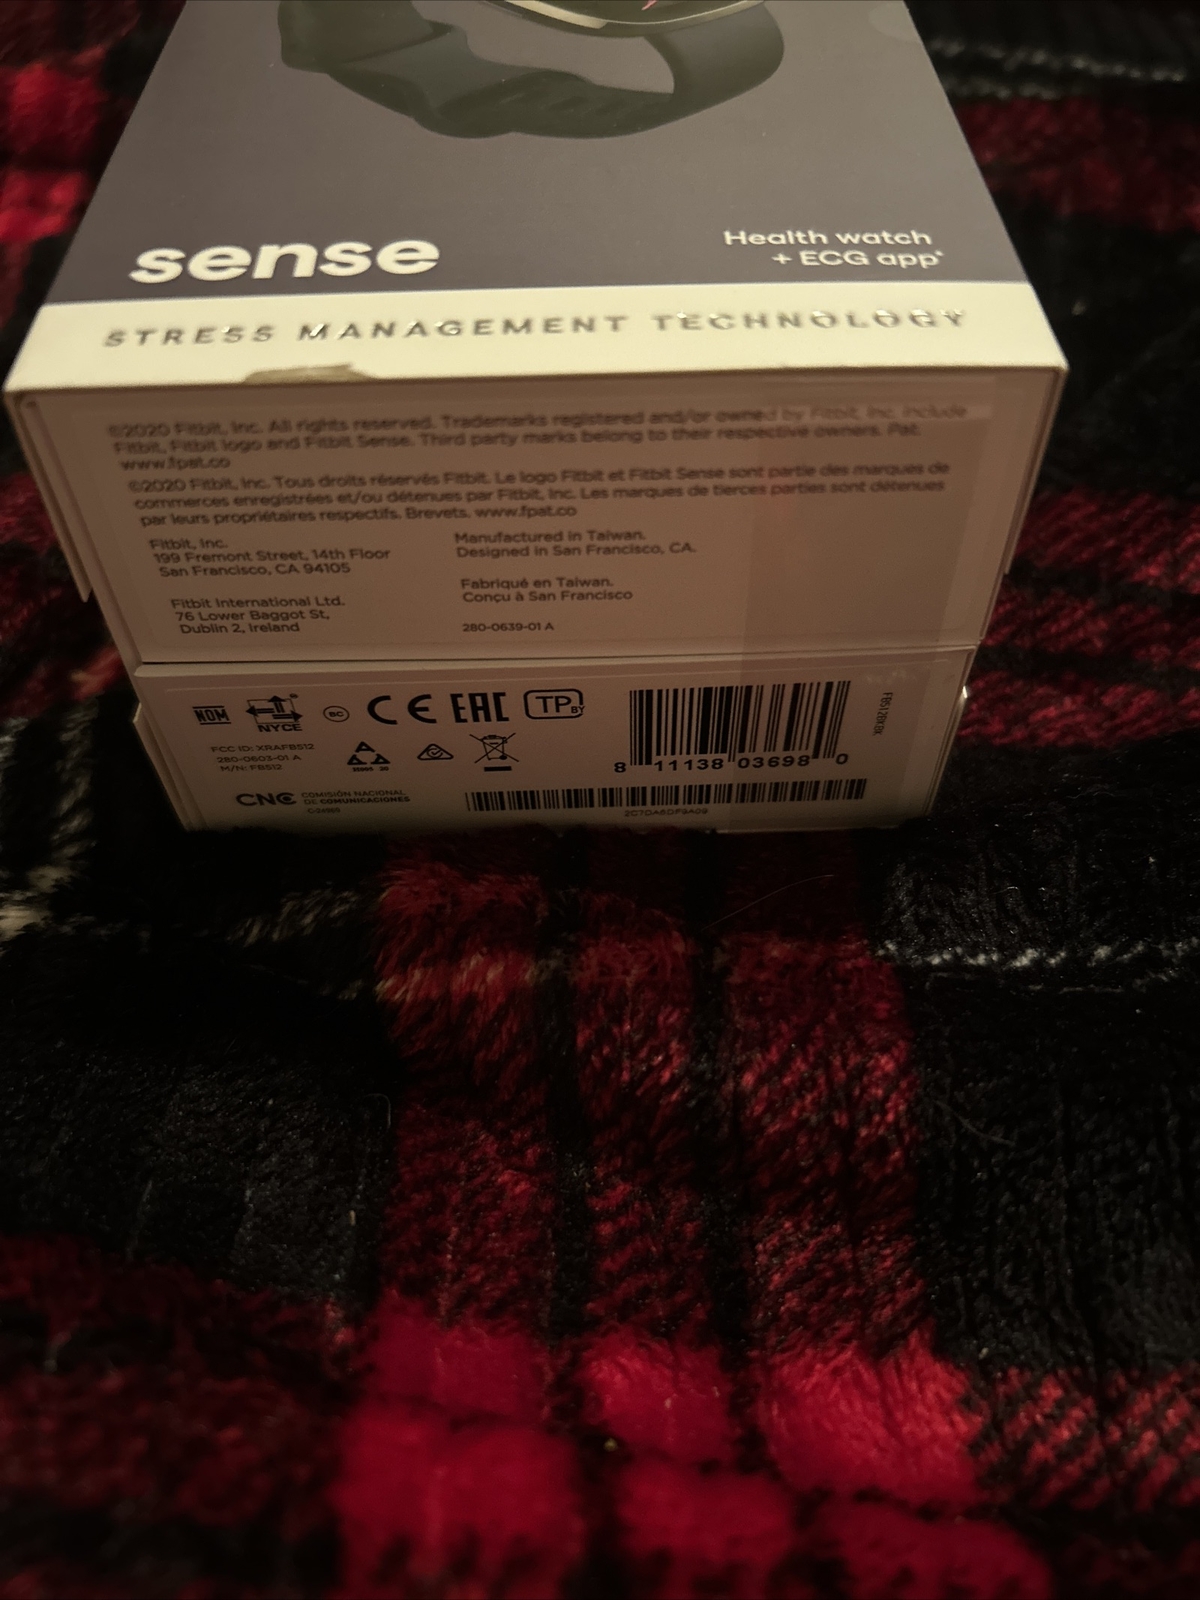 sense
Health watch
+ ECG app*
STRESS MANAGEMENT TECHNOLOGY
©2020 Fitbit, Inc. All rights reserved. Trademarks registered and/or owned by Fitbit, Inc. include
Fitbit, Fitbit logo and Fitbit Sense. Third party marks belong to their respective owners. Pat.
www.fpat.co
©2020 Fitbit, Inc. Tous droits réservés Fitbit. Le logo Fitbit et Fitbit Sense sont partie des marques de
commerces enregistrées et/ou détenues par Fitbit, Inc. Les marques de tierces parties sont détenues
par leurs propriétaires respectifs. Brevets. www.fpat.co
Fitbit, Inc.
199 Fremont Street, 14th Floor
San Francisco, CA 94105
Manufactured in Taiwan.
Designed in San Francisco, CA.
Fabriqué en Taiwan.
Conçu à San Francisco
Fitbit International Ltd.
76 Lower Baggot St,
Dublin 2, Ireland
280-0639-01 A
NOM
NYCE
BC
CE
EAC
TP BY
FCC ID: XRAFB512
280-0603-01 A
M/N: FB512
CNC COMISIÓN NACIONAL
DE COMUNICACIONES
8 11138 03698 0
FB512BKBK